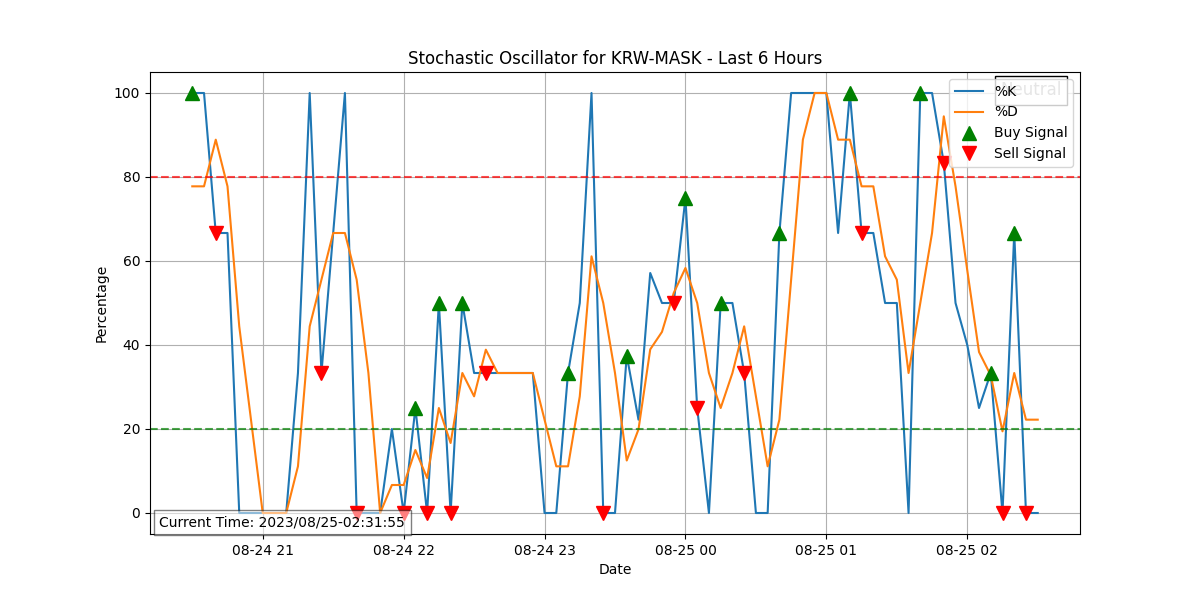 Stochastic Oscillator for KRW-MASK - Last 6 Hours
Neutral
%K
%D
Buy Signal
Sell Signal
Percentage
100
80
60
40
20
0
Current Time: 2023/08/25-02:31:55
08-24 21
08-24 22
08-24 23
08-25 00
08-25 01
08-25 02
Date